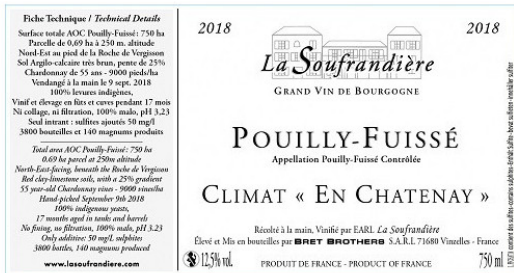 Fiche Technique / Technical Details
Surface totale AOC Pouilly-Fuissé : 750 ha
Parcelle de 0,69 ha à 250 m. altitude
Nord-Est au pied de la Roche de Vergisson
Sol Argilo-calcaire très brun, pente de 25%
Chardonnay de 55 ans - 9000 pieds/ha
Vendangé à la main le 9 sept. 2018
100% levures indigènes,
Vinif et élevage en fûts et cuves pendant 17 mois
Ni collage, ni filtration, 100% malo, pH 3,23
Seul intrant : sulfites ajoutés 50 mg/l
3800 bouteilles et 140 magnums produits
Total area AOC Pouilly-Fuissé : 750 ha
0.69 ha parcel at 250m altitude
North-East-facing, beneath the Roche de Vergisson
Red clay-limestone soils, with a 25% gradient
55 year-old Chardonnay vines - 9000 vines/ha
Hand-picked September 9th 2018
100% indigenous yeasts,
17 months aged in tanks and barrels
No fining, no filtration, 100% malo, pH 3.23
Only additive: 50 mg/L sulphites
3800 bottles, 140 magnums produced
www.lasoufrandiere.com
2018
2018
La Soufrandière
GRAND VIN DE BOURGOGNE
POUILLY-FUISSÉ
Appellation Pouilly-Fuissé Contrôlée
CLIMAT « EN CHATENAY »
Récolté à la main, Vinifié par EARL La Soufrandière
Élevé et Mis en bouteilles par BRET BROTHERS S.A.R.L 71680 Vinzelles - France
12,5% vol.
PRODUIT DE FRANCE - PRODUCT OF FRANCE
750 ml